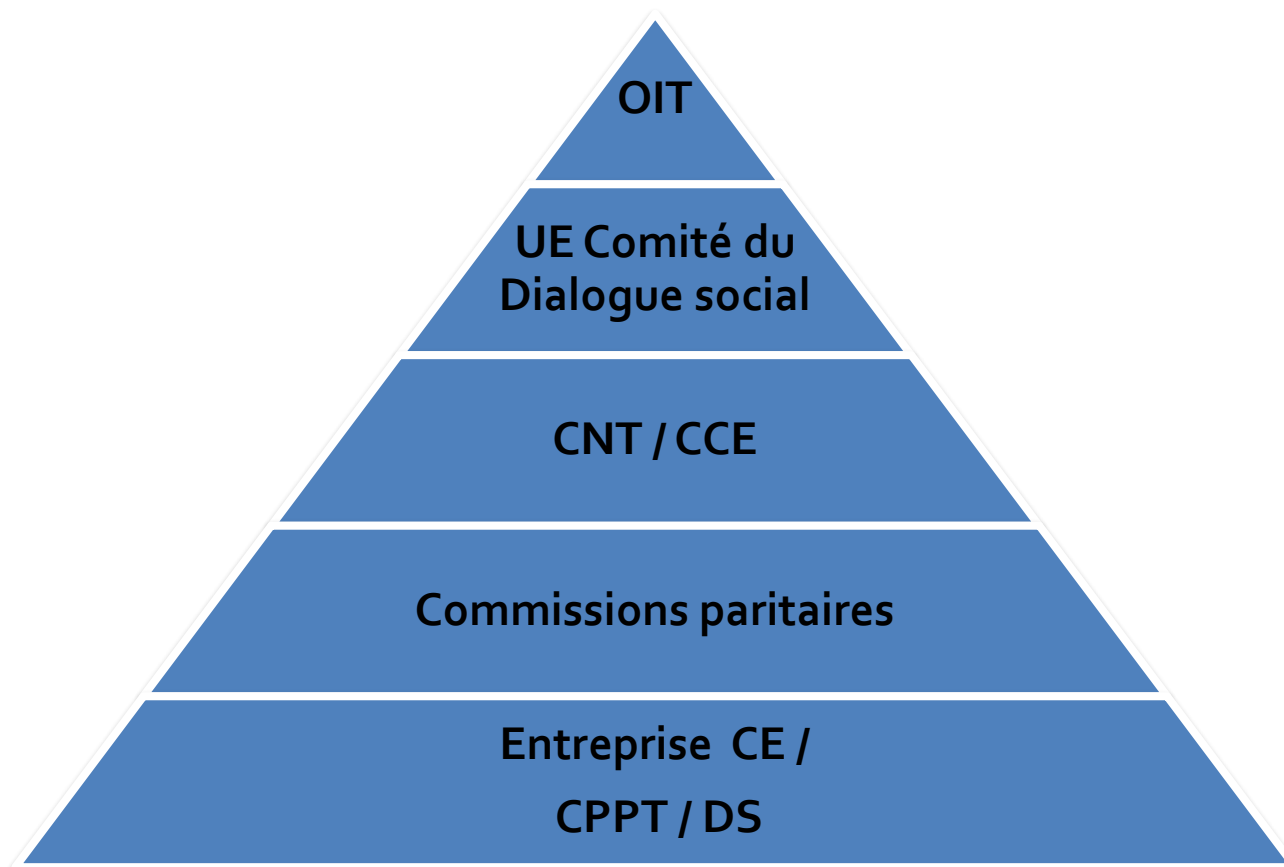 OIT
UE Comité du
Dialogue social
CNT / CCE
Commissions paritaires
Entreprise CE /
CPPT / DS